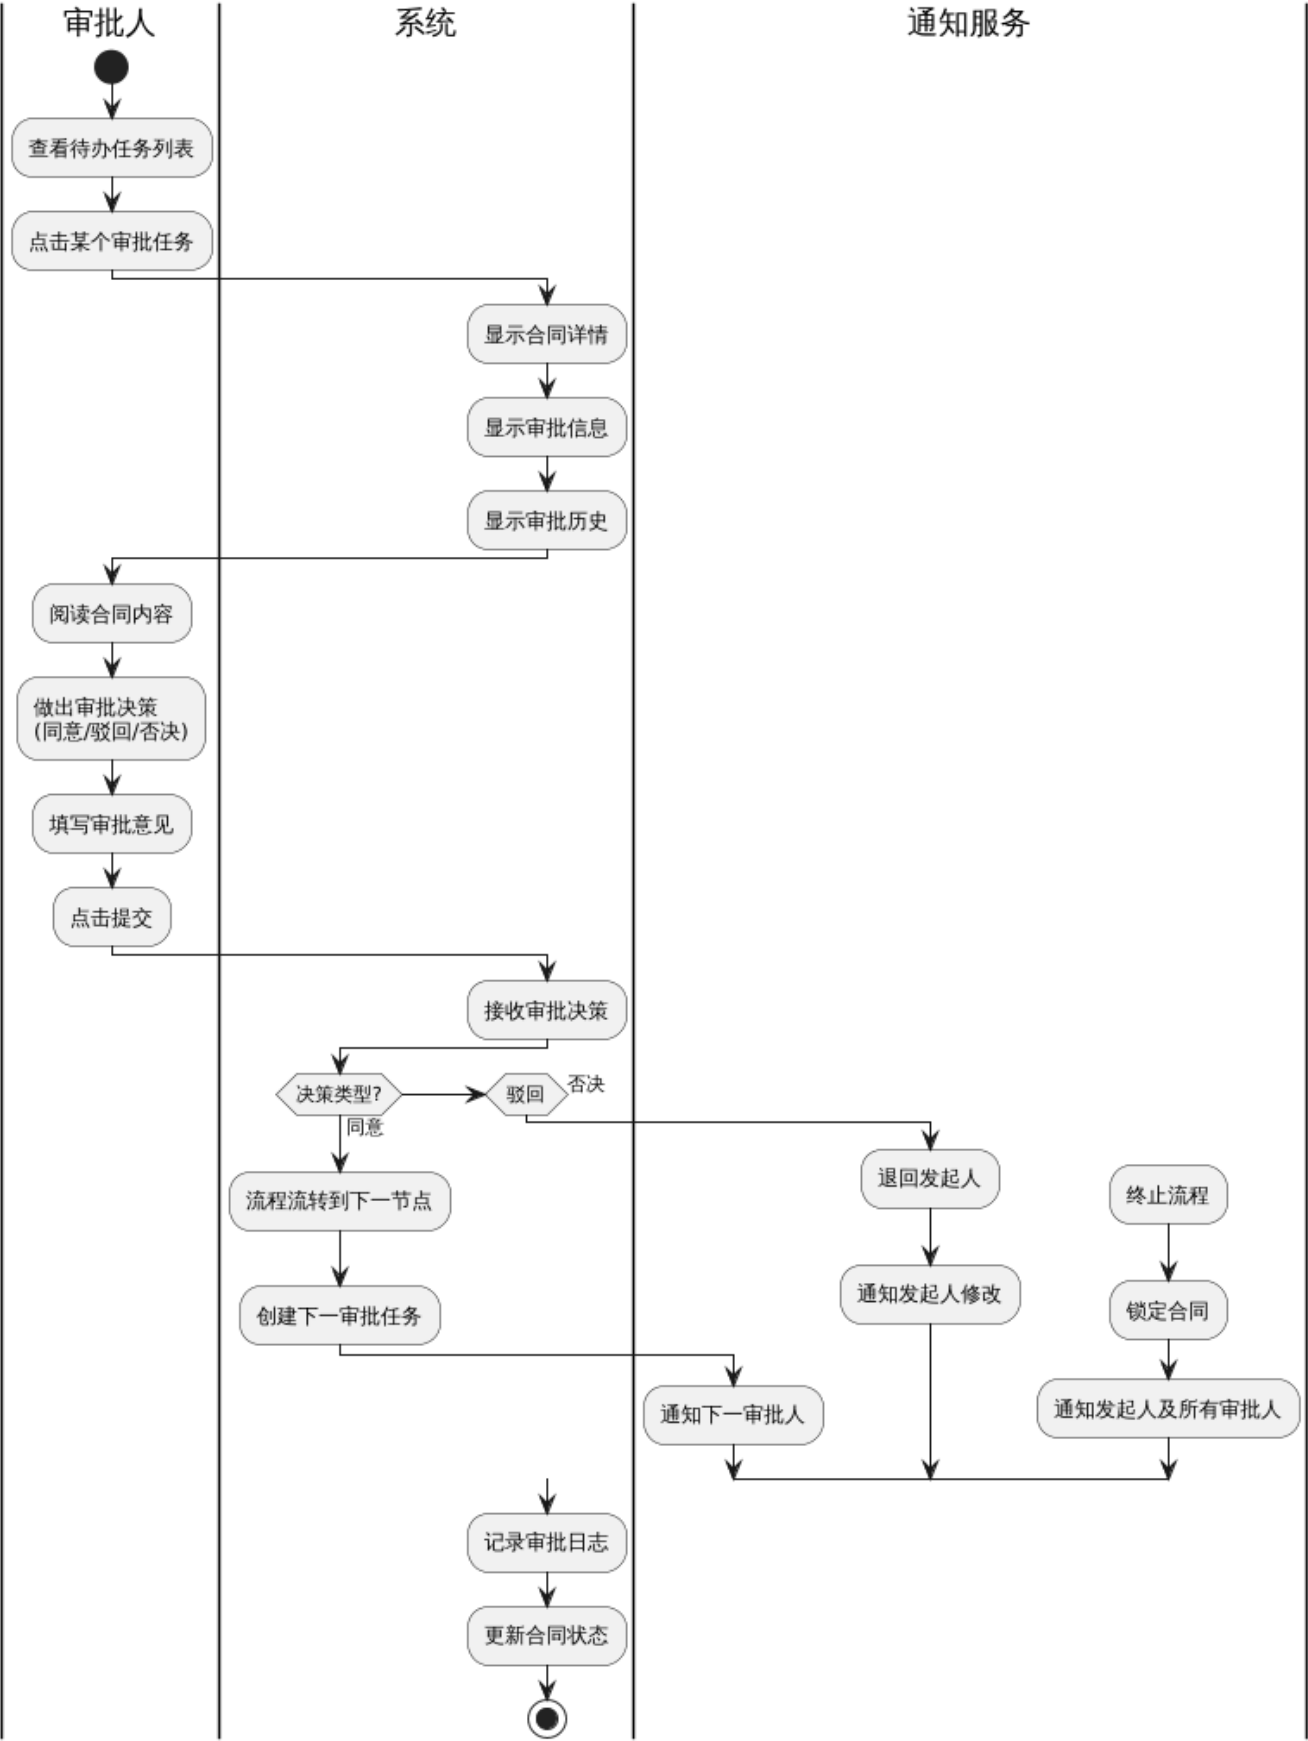 审批人
系统
通知服务
查看待办任务列表
点击某个审批任务
显示合同详情
显示审批信息
显示审批历史
阅读合同内容
做出审批决策
(同意/驳回/否决)
填写审批意见
点击提交
接收审批决策
决策类型?
驳回
否决
同意
退回发起人
终止流程
流程流转到下一节点
通知发起人修改
锁定合同
创建下一审批任务
通知下一审批人
通知发起人及所有审批人
记录审批日志
更新合同状态